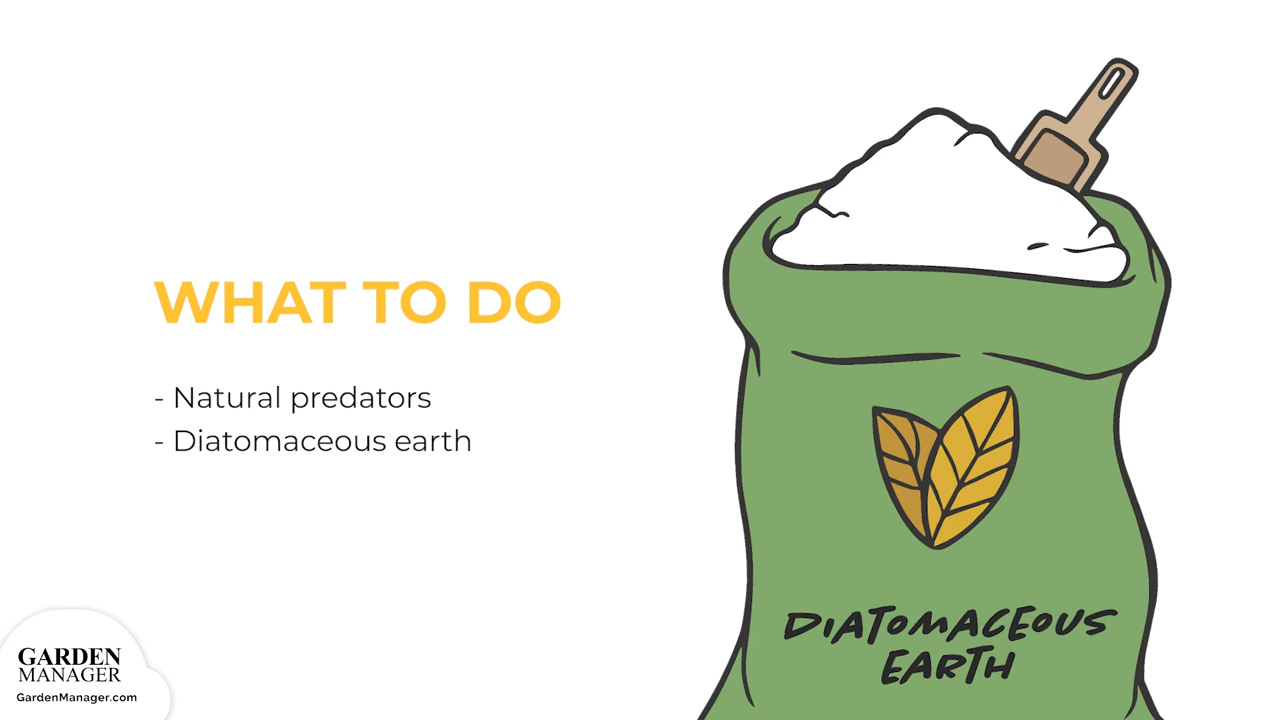 WHAT TO DO
- Natural predators
- Diatomaceous earth
DIATOMACEOUS
EARTH
GARDEN
MANAGER
GardenManager.com